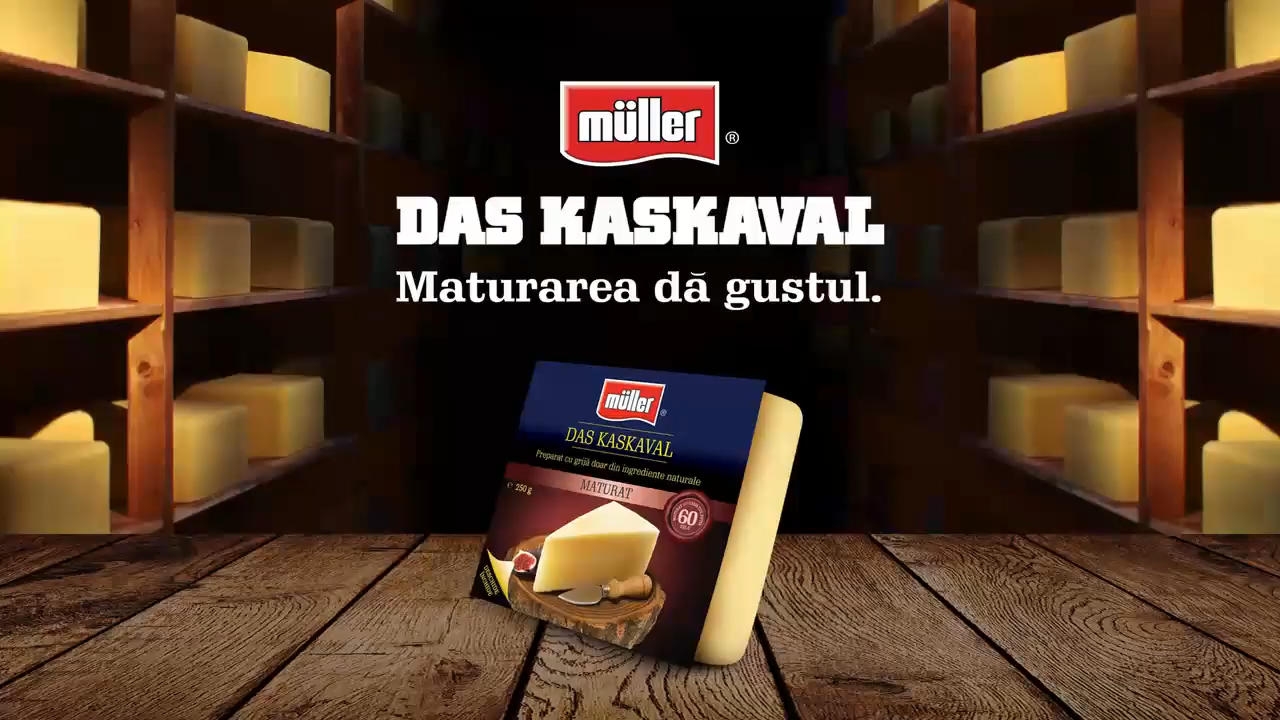 müller®
DAS KASKAVAL
Maturarea dă gustul.
müller®
DAS KASKAVAL
Preparat cu grijă doar din ingrediente naturale
MATURAT
250 g
60
ZILE